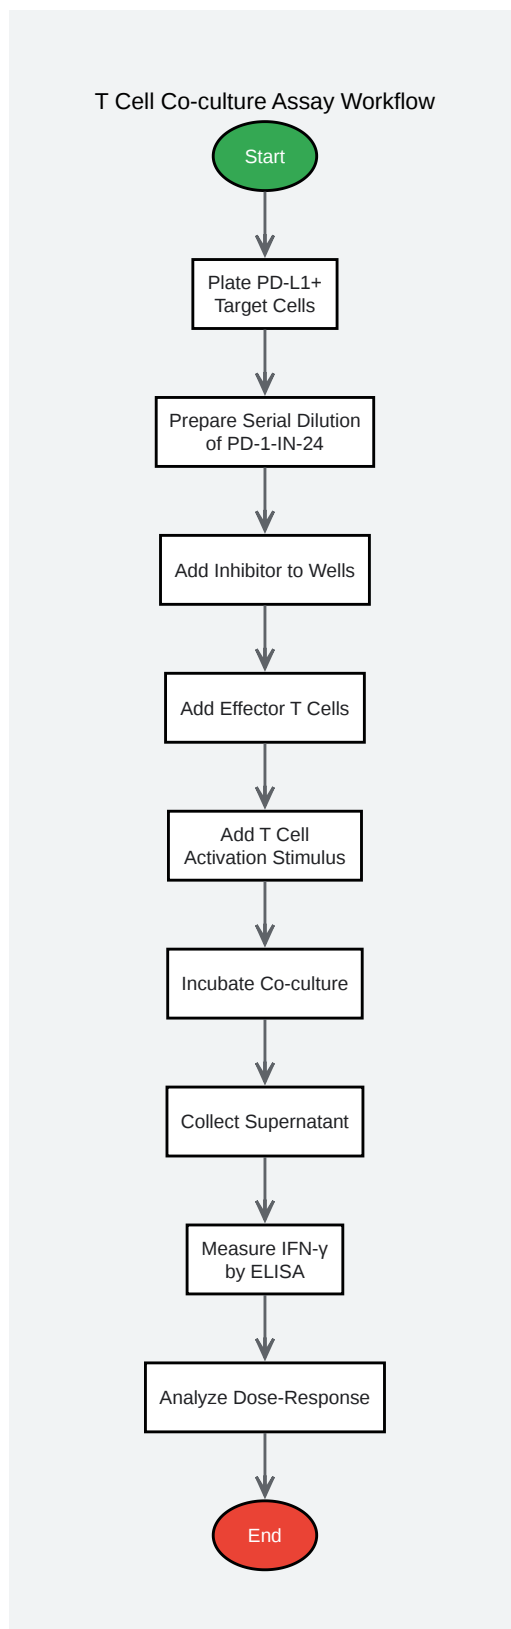 T Cell Co-culture Assay Workflow
Start
Plate PD-L1+
Target Cells
Prepare Serial Dilution
of PD-1-IN-24
Add Inhibitor to Wells
Add Effector T Cells
Add T Cell
Activation Stimulus
Incubate Co-culture
Collect Supernatant
Measure IFN-γ
by ELISA
Analyze Dose-Response
End